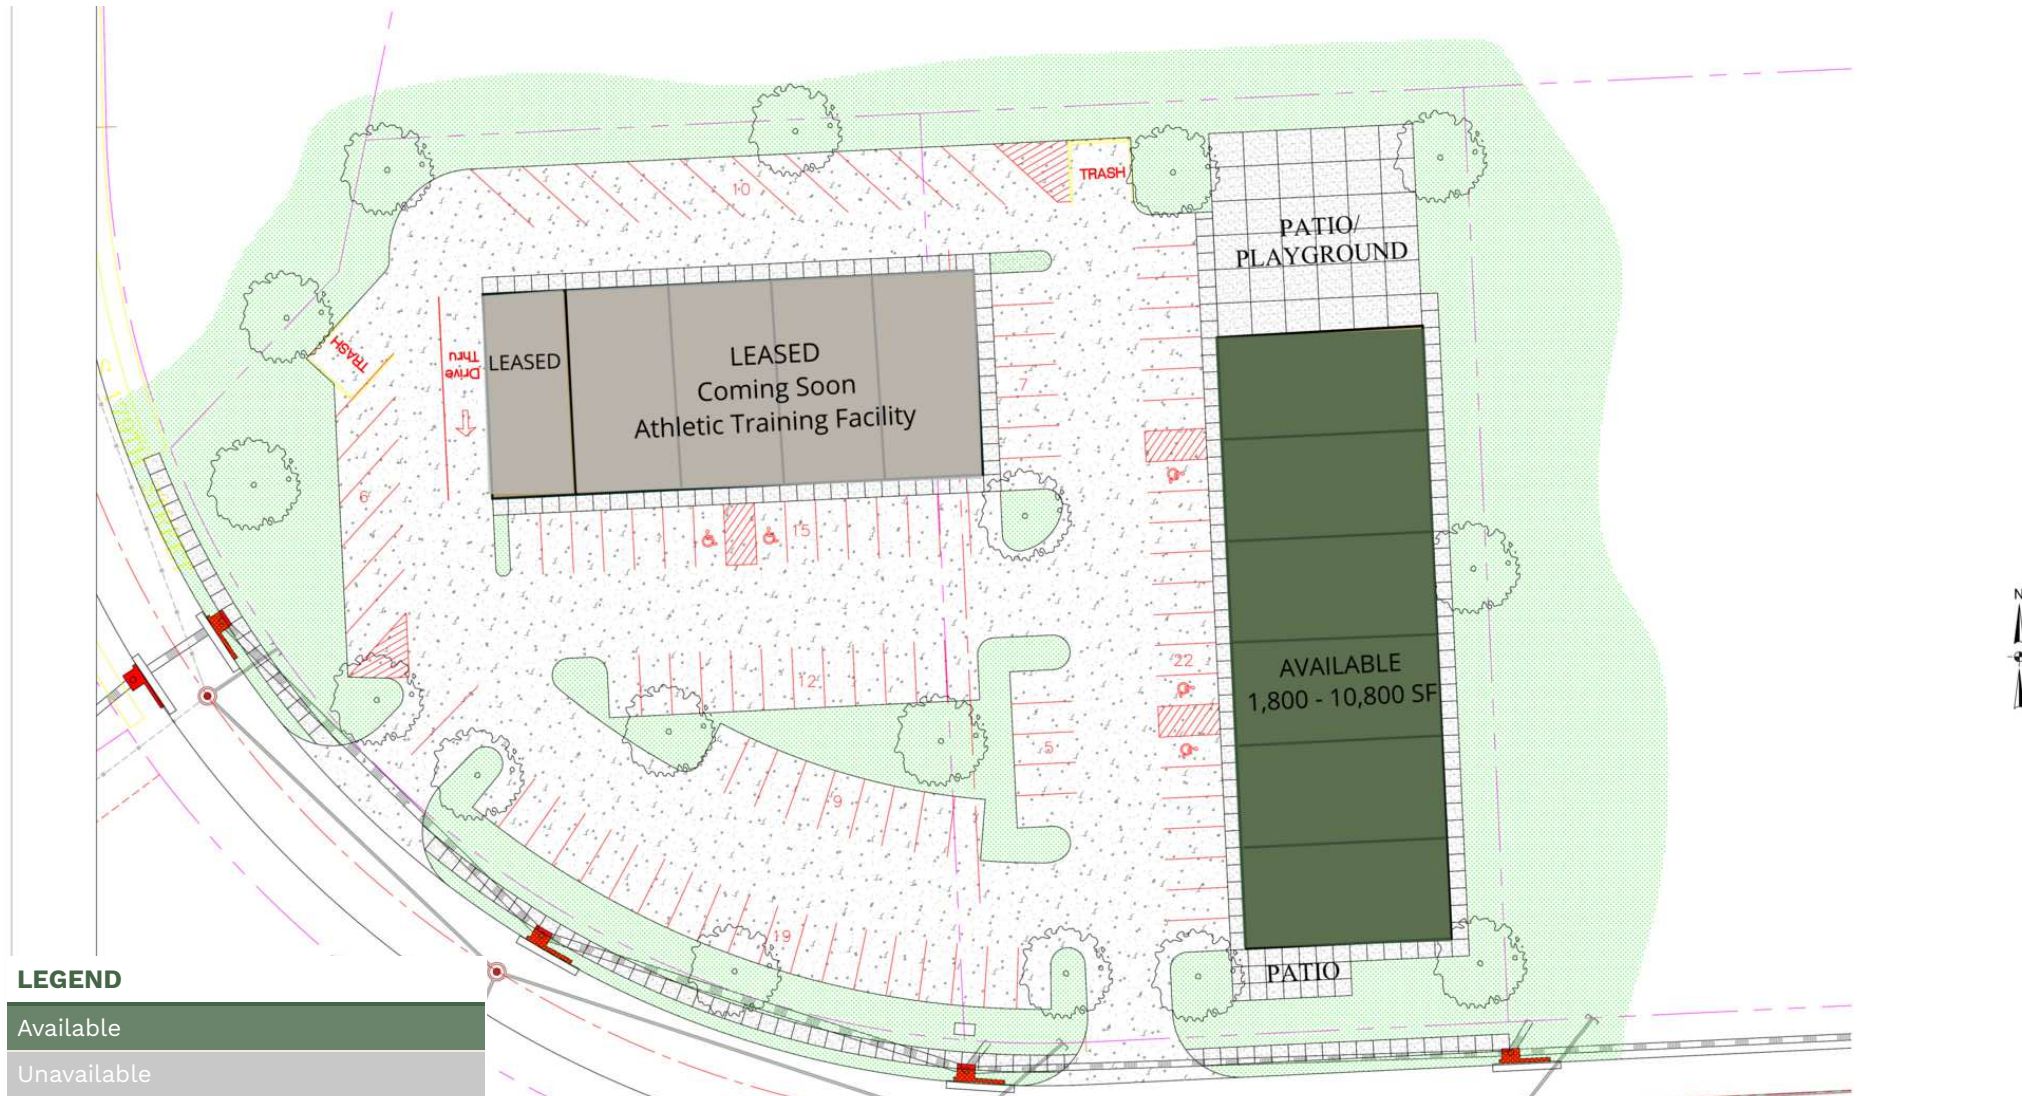 10
TRASH
PATIO/
PLAYGROUND
TRASH
Drive
Thru
LEASED
LEASED
Coming Soon
Athletic Training Facility
7
6
15
12
22
AVAILABLE
1,800 - 10,800 SF
5
9
19
PATIO
N
LEGEND
Available
Unavailable